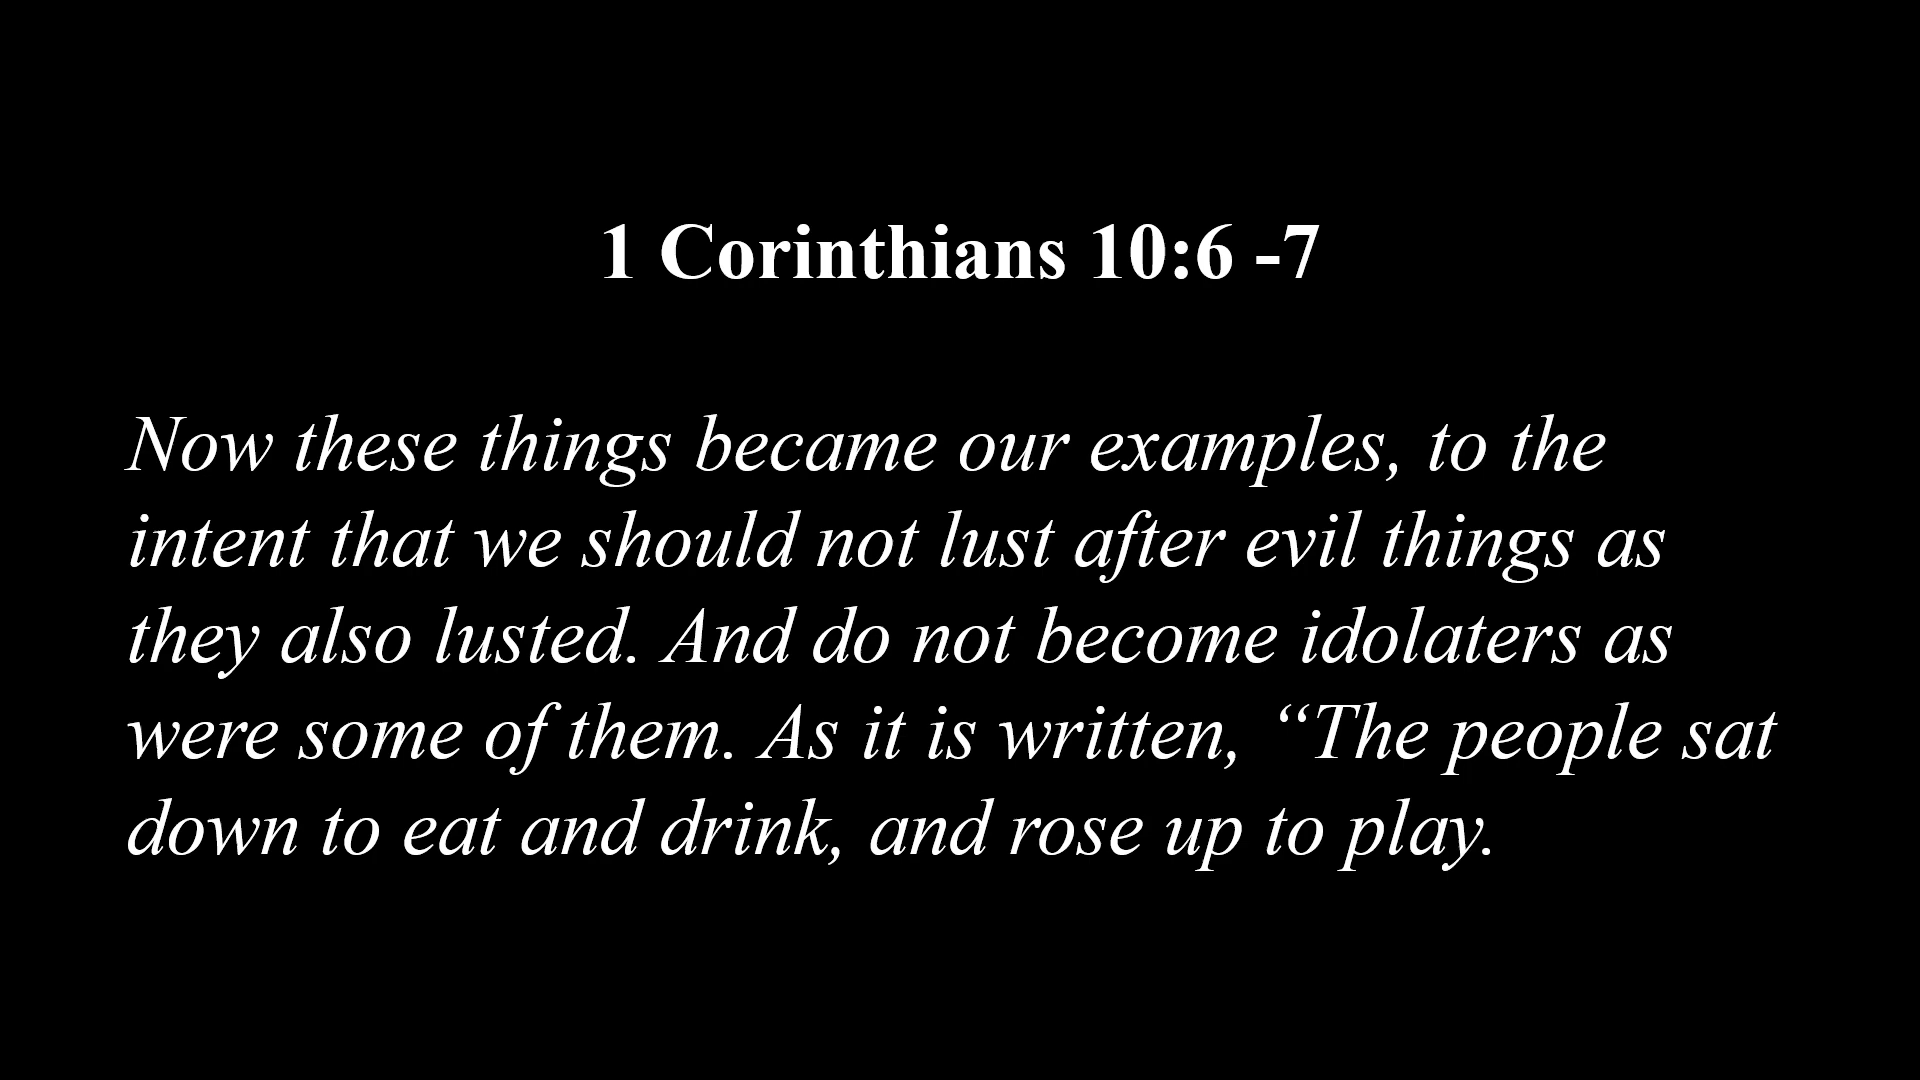 1 Corinthians 10:6 -7
Now these things became our examples, to the
intent that we should not lust after evil things as
they also lusted. And do not become idolaters as
were some of them. As it is written, “The people sat
down to eat and drink, and rose up to play.